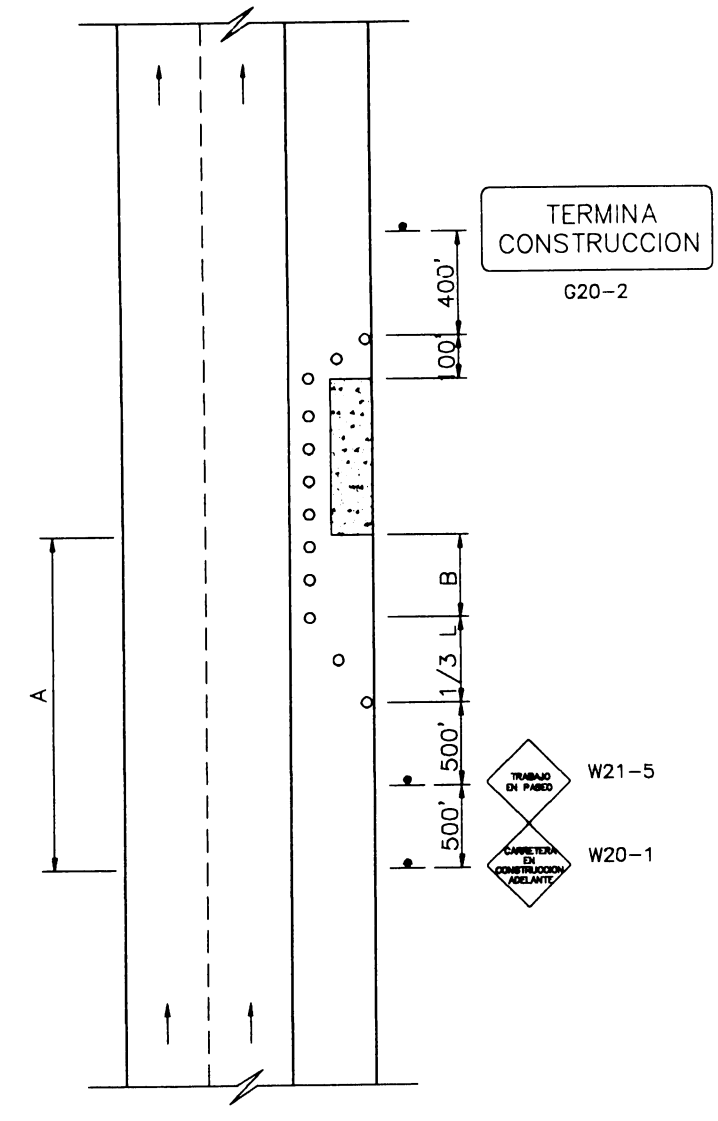 TERMINA
CONSTRUCCION
G20-2
400'
100'
B
1/3 L
A
500'
TRABAJO
EN PASEO
W21-5
500'
CARRETERA
EN
CONSTRUCCION
ADELANTE
W20-1